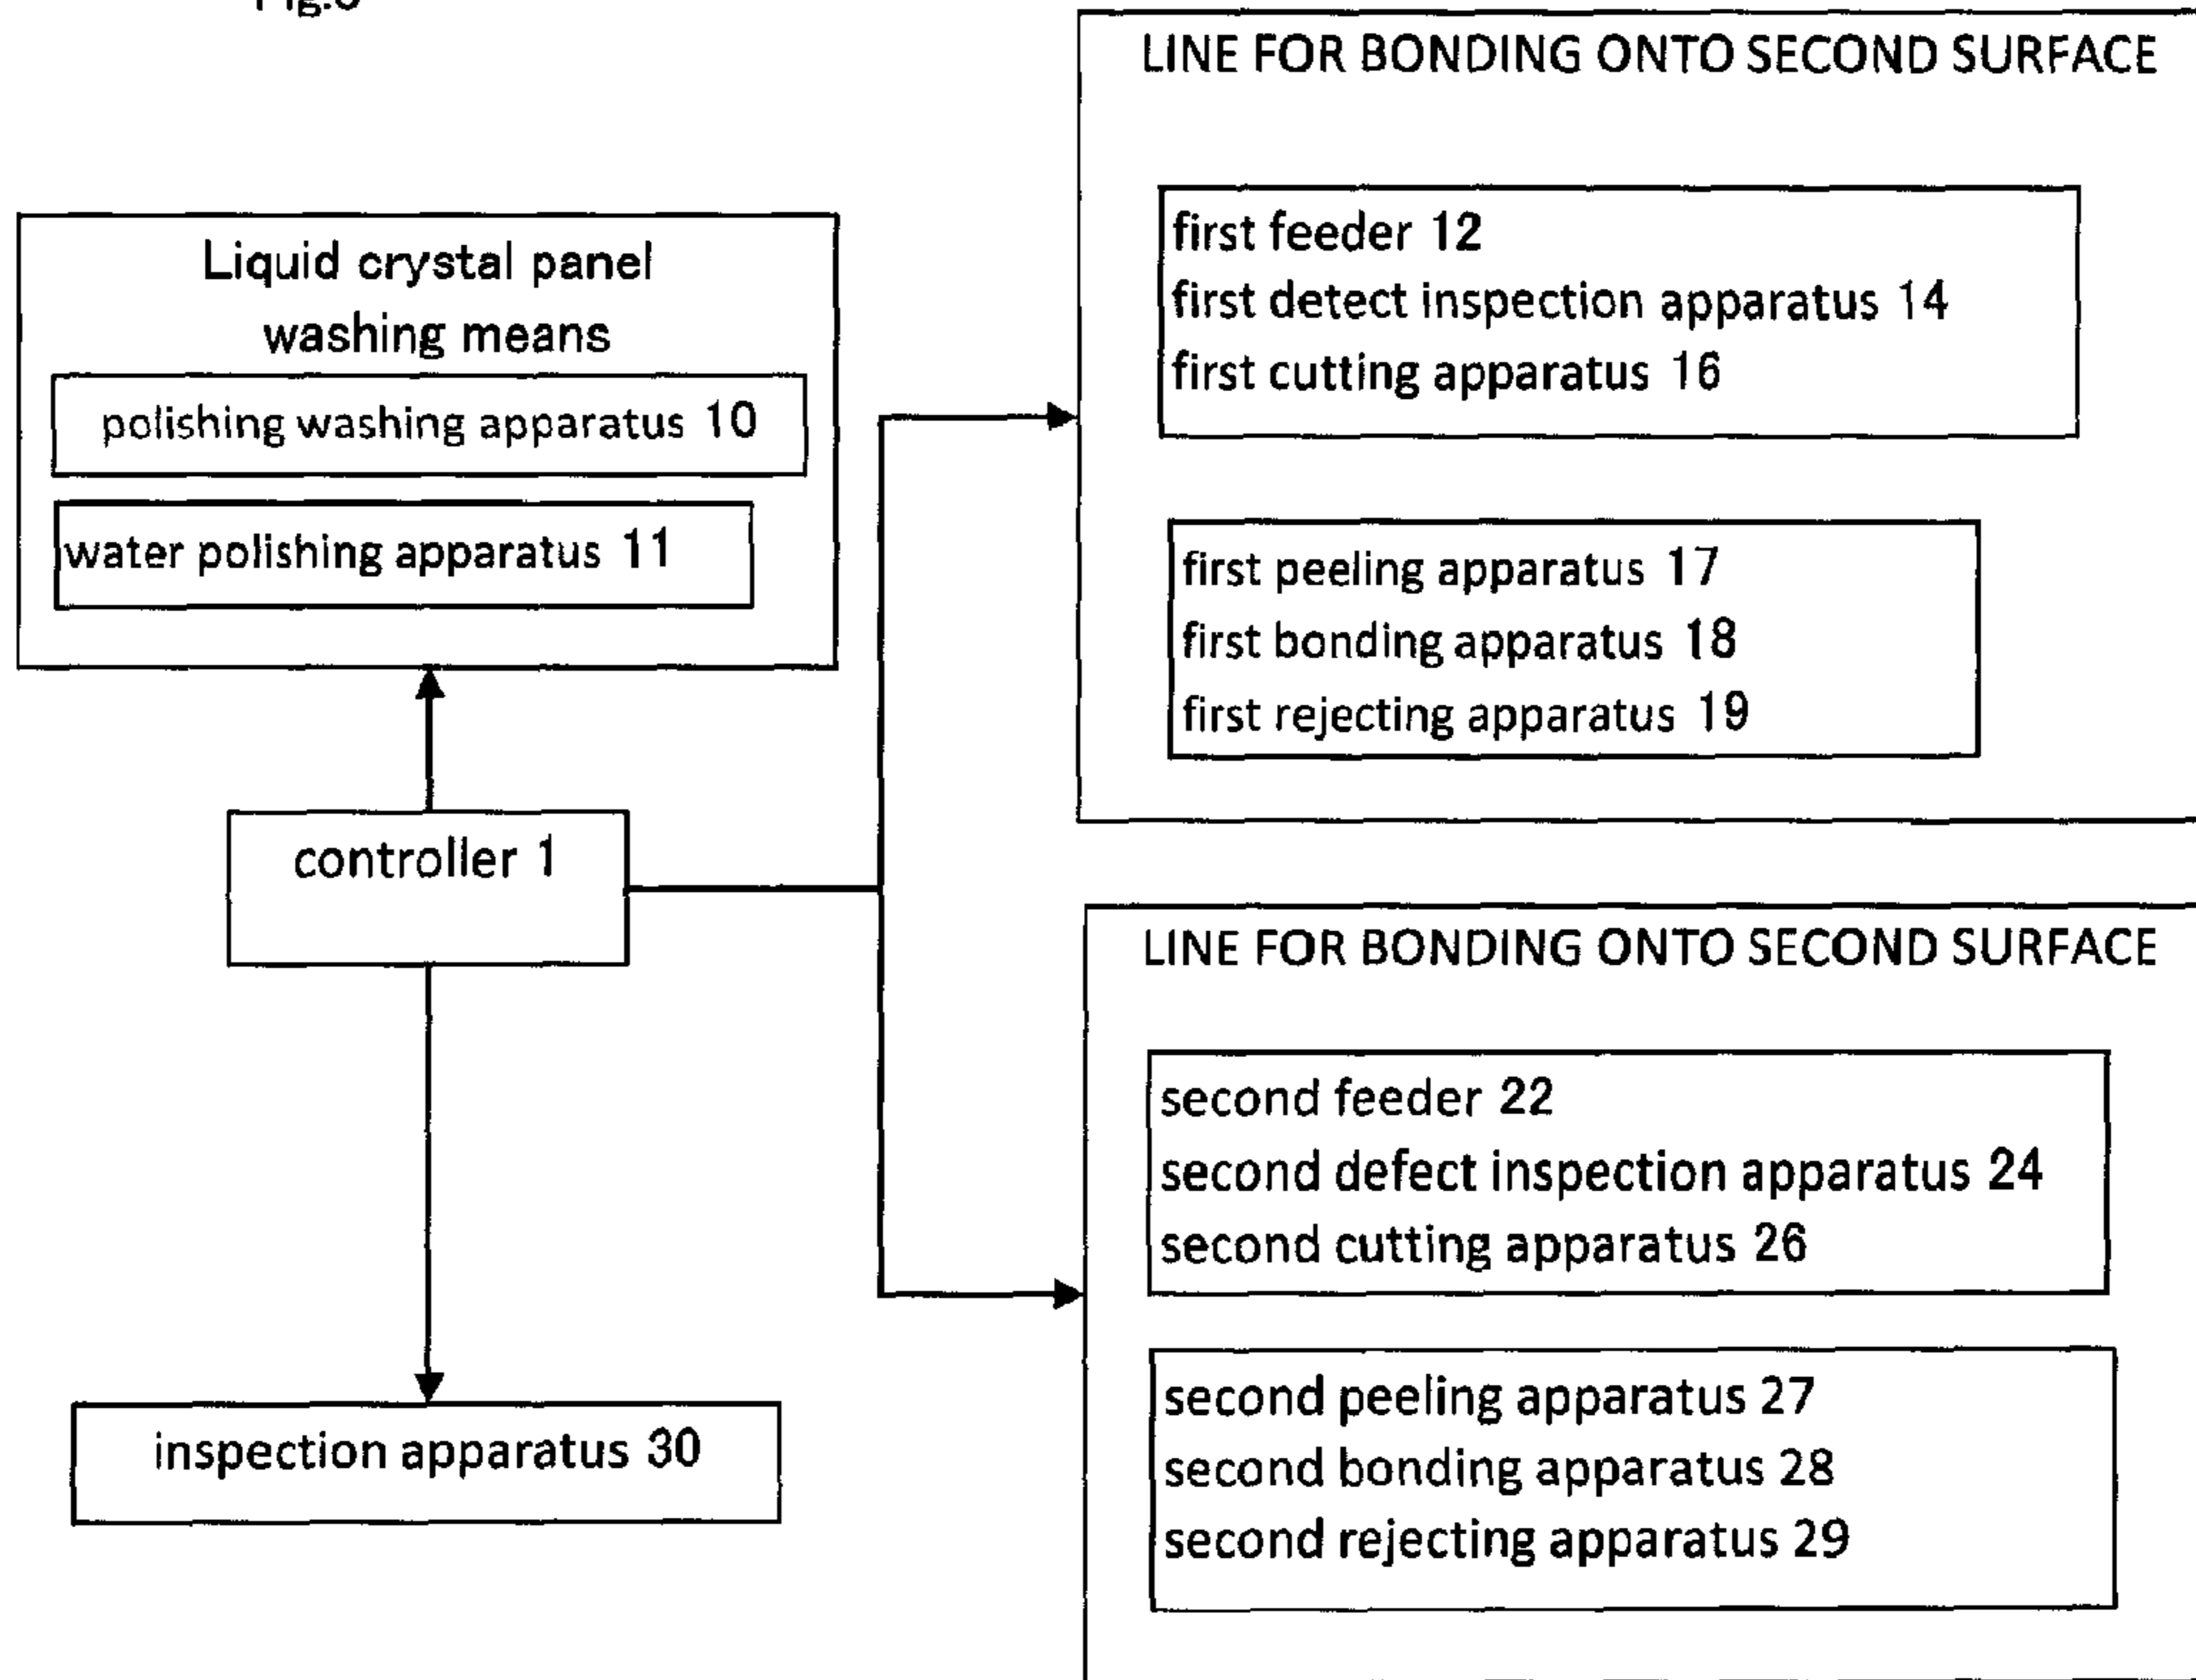 Liquid crystal panel
washing means
polishing washing apparatus 10
water polishing apparatus 11
controller 1
inspection apparatus 30
LINE FOR BONDING ONTO SECOND SURFACE
first feeder 12
first detect inspection apparatus 14
first cutting apparatus 16
first peeling apparatus 17
first bonding apparatus 18
first rejecting apparatus 19
LINE FOR BONDING ONTO SECOND SURFACE
second feeder 22
second defect inspection apparatus 24
second cutting apparatus 26
second peeling apparatus 27
second bonding apparatus 28
second rejecting apparatus 29